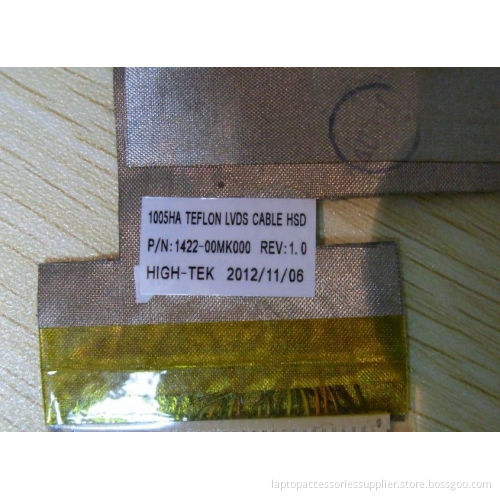 1005HA TEFLON LVDS CABLE HSD
P/N:1422-00MK000 REV:1.0
HIGH-TEK 2012/11/06
laptopaccessoriessupplier.store.bossgoo.com